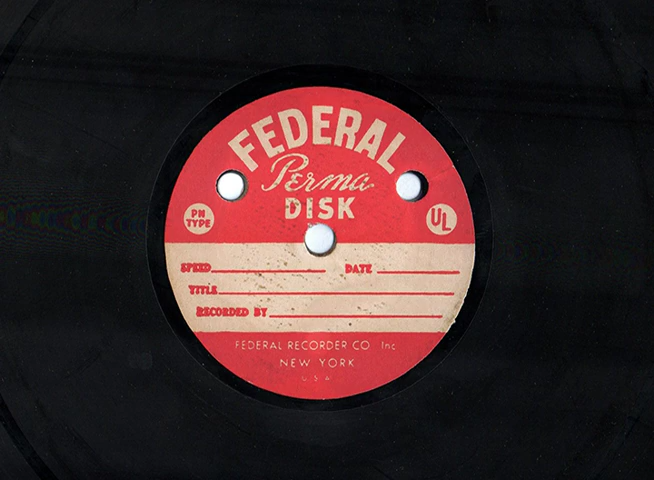 FEDERAL
Perma
DISK
PN
TYPE
UL
SPEED DATE
TITLE
RECORDED BY
FEDERAL RECORDER CO Inc
NEW YORK
U.S.A